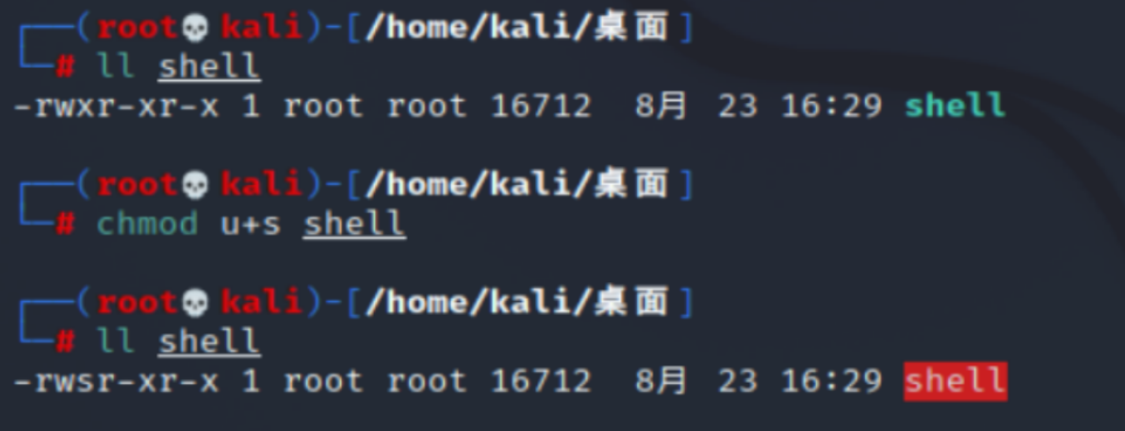 ┌──(root💀kali)-[/home/kali/桌面]
└─# ll shell
-rwxr-xr-x 1 root root 16712  8月  23 16:29 shell
┌──(root💀kali)-[/home/kali/桌面]
└─# chmod u+s shell
┌──(root💀kali)-[/home/kali/桌面]
└─# ll shell
-rwsr-xr-x 1 root root 16712  8月  23 16:29 shell